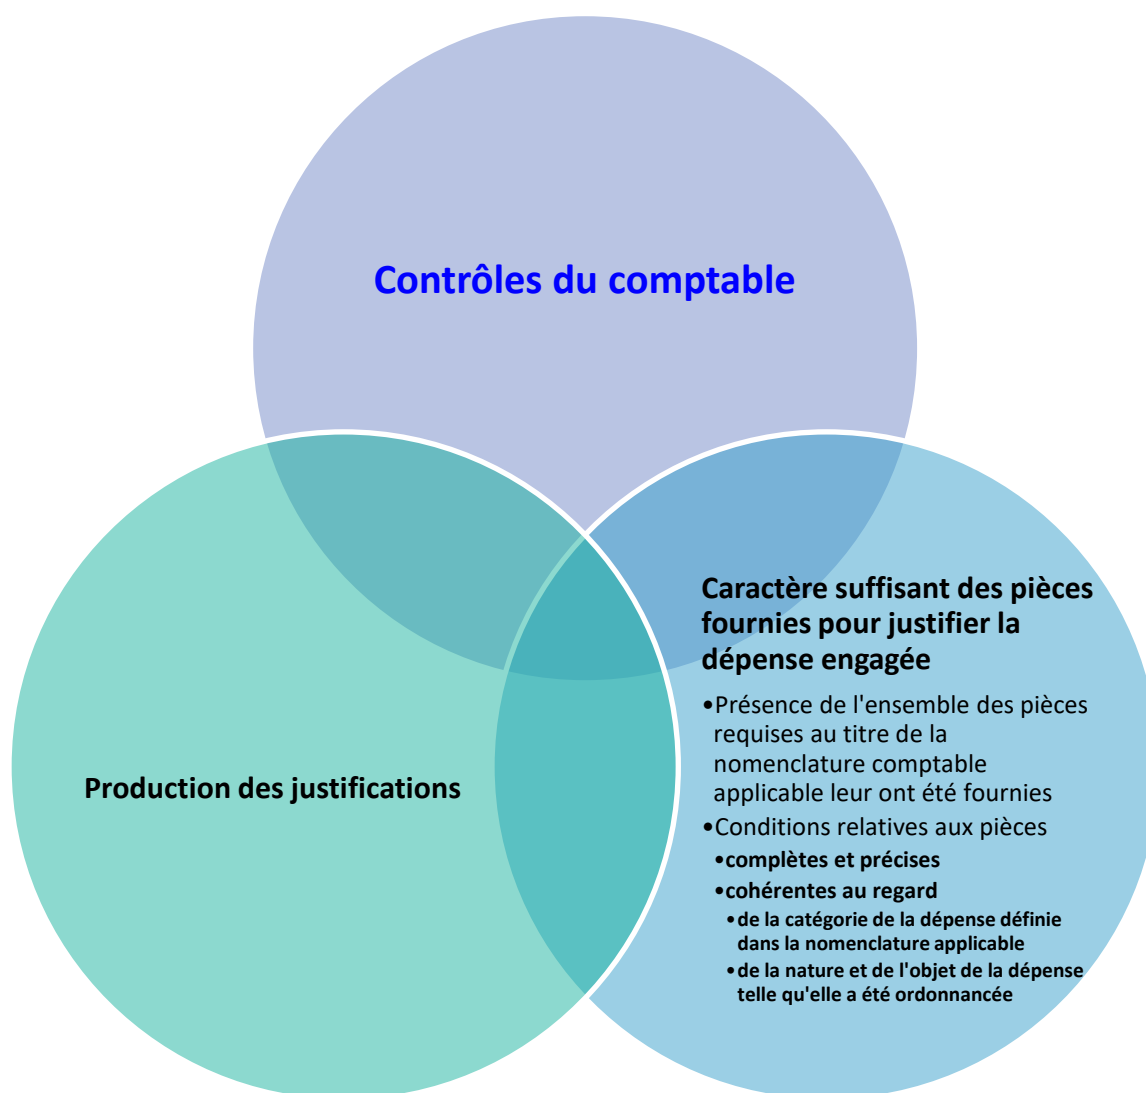 Contrôles du comptable
Production des justifications
Caractère suffisant des pièces
fournies pour justifier la
dépense engagée
•Présence de l'ensemble des pièces
requises au titre de la
nomenclature comptable
applicable leur ont été fournies
•Conditions relatives aux pièces
•complètes et précises
•cohérentes au regard
•de la catégorie de la dépense définie
dans la nomenclature applicable
•de la nature et de l'objet de la dépense
telle qu'elle a été ordonnancée